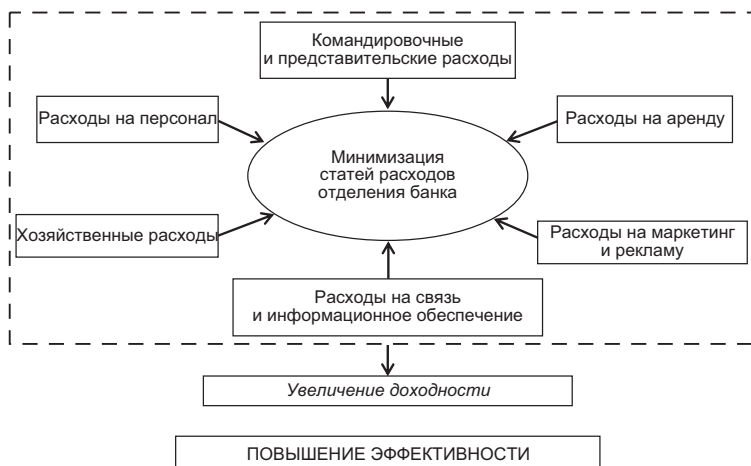 Командировочные
и представительские расходы
Расходы на персонал
Расходы на аренду
Минимизация
статей расходов
отделения банка
Хозяйственные расходы
Расходы на маркетинг
и рекламу
Расходы на связь
и информационное обеспечение
Увеличение доходности
ПОВЫШЕНИЕ ЭФФЕКТИВНОСТИ